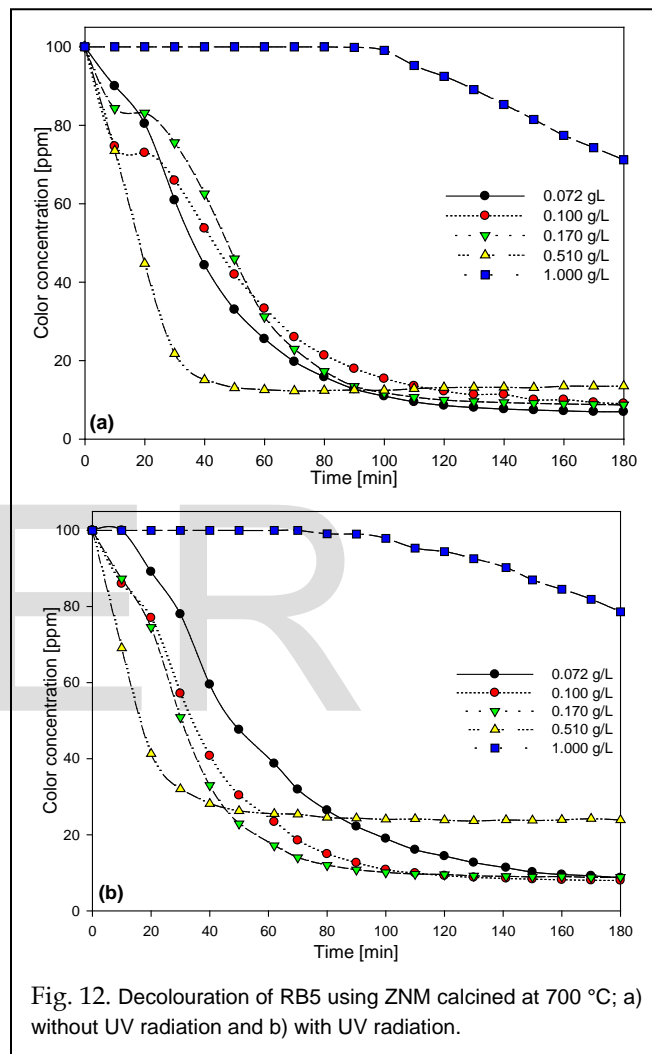 100
80
60
40
20
0
Color concentration [ppm]
0.072 gL
0.100 g/L
0.170 g/L
0.510 g/L
1.000 g/L
(a)
0 20 40 60 80 100 120 140 160 180
Time [min]
100
80
60
40
20
0
Color concentration [ppm]
0.072 g/L
0.100 g/L
0.170 g/L
0.510 g/L
1.000 g/L
(b)
0 20 40 60 80 100 120 140 160 180
Time [min]
ER
Fig. 12. Decolouration of RB5 using ZNM calcined at 700 °C; a)
without UV radiation and b) with UV radiation.